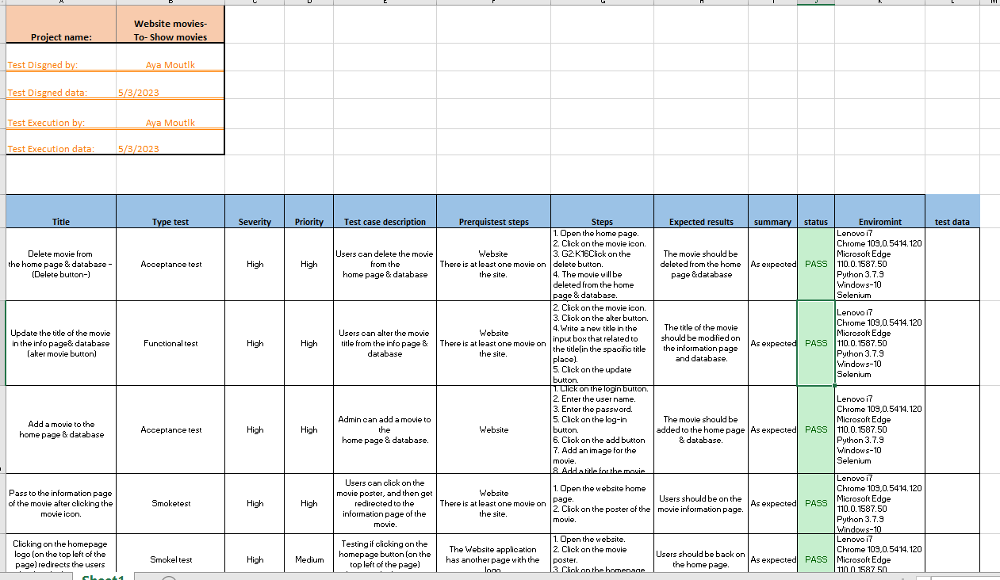 A B C D E F G H I J K L M
Website movies-
Project name: To- Show movies
Test Disgned by: Aya Moutlk
Test Disgned data: 5/3/2023
Test Execution by: Aya Moutlk
Test Execution data: 5/3/2023
Title Type test Severity Priority Test case description Prerquistest steps Steps Expected results summary status Enviromint test data
Delete movie from
the home page & database -
(Delete button-)
Acceptance test
High
High
Users can delete the movie
from the
home page & database
Website
There is at least one movie on
the site.
1. Open the home page.
2. Click on the movie icon.
3. G2:K16Click on the
delete button.
4. The movie will be
deleted from the home
page & database.
The movie should be
deleted from the home
page &database
As expected
PASS
Lenovo i7
Chrome 109,0.5414.120
Microsoft Edge
110.0.1587.50
Python 3.7.9
Windows-10
Selenium
Update the title of the movie
in the info page& database
(alter movie button)
Functional test
High
High
Users can alter the movie
title from the info page &
database
Website
There is at least one movie on
the site.
2. Click on the movie icon.
3. Click on the alter button.
4.Write a new title in the
input box that related to
the title(in the spacific title
place).
5. Click on the update
button.
The title of the movie
should be modified on
the information page
and database.
As expected
PASS
Lenovo i7
Chrome 109,0.5414.120
Microsoft Edge
110.0.1587.50
Python 3.7.9
Windows-10
Selenium
Add a movie to the
home page & database
Acceptance test
High
High
Admin can add a movie to
the
home page & database.
Website
1. Click on the login button.
2. Enter the user name.
3. Enter the password.
5. Click on the log-in
button.
6. Click on the add button
7. Add an image for the
movie.
8. Add a title for the movie
The movie should be
added to the home page
& database.
As expected
PASS
Lenovo i7
Chrome 109,0.5414.120
Microsoft Edge
110.0.1587.50
Python 3.7.9
Windows-10
Selenium
Pass to the information page
of the movie after clicking the
movie icon.
Smoketest
High
High
Users can click on the
movie poster, and then get
redirected to the
information page of the
movie.
Website
There is at least one movie on
the site.
1. Open the website home
page.
2. Click on the poster of the
movie.
Users should be on the
movie information page.
As expected
PASS
Lenovo i7
Chrome 109,0.5414.120
Microsoft Edge
110.0.1587.50
Python 3.7.9
Windows-10
Clicking on the homepage
logo (on the top left of the
page) redirects the users
Smokel test
High
Medium
Testing if clicking on the
homepage button (on the
top left of the page)
The Website application
has another page with the
logo
1. Open the website.
2. Click on the movie
poster.
3. Click on the homepage
Users should be back on
the home page.
As expected
PASS
Lenovo i7
Chrome 109,0.5414.120
Microsoft Edge
110.0.1587.50
Sheet1